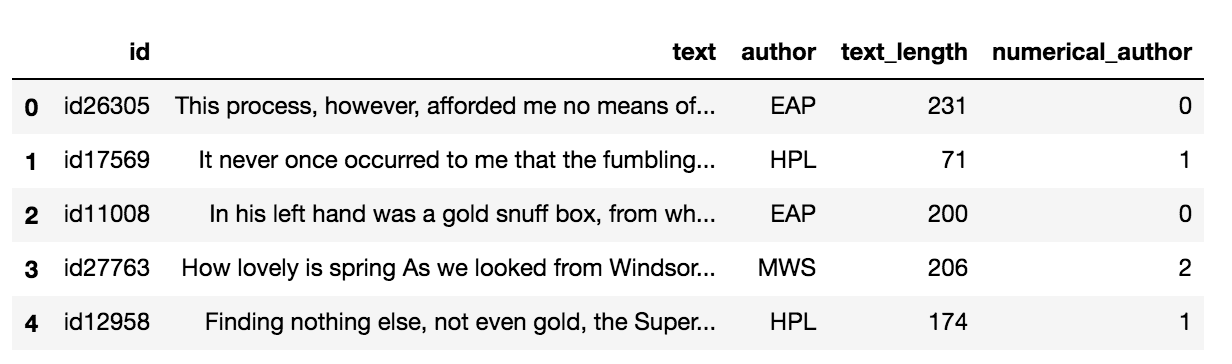 id text author text_length numerical_author
0 id26305 This process, however, afforded me no means of... EAP 231 0
1 id17569 It never once occurred to me that the fumbling... HPL 71 1
2 id11008 In his left hand was a gold snuff box, from wh... EAP 200 0
3 id27763 How lovely is spring As we looked from Windsor... MWS 206 2
4 id12958 Finding nothing else, not even gold, the Super... HPL 174 1